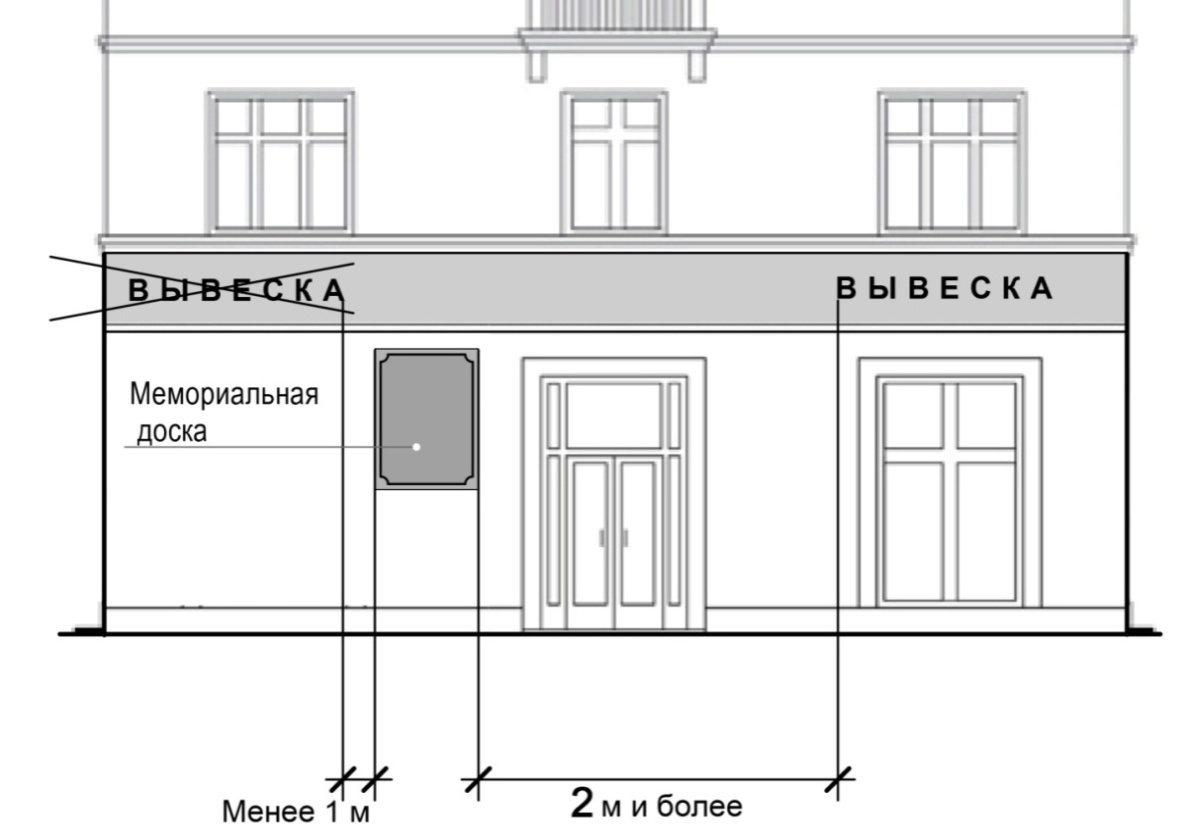 ВЫВЕСКА
ВЫВЕСКА
Мемориальная
доска
Менее 1 м
2 м и более